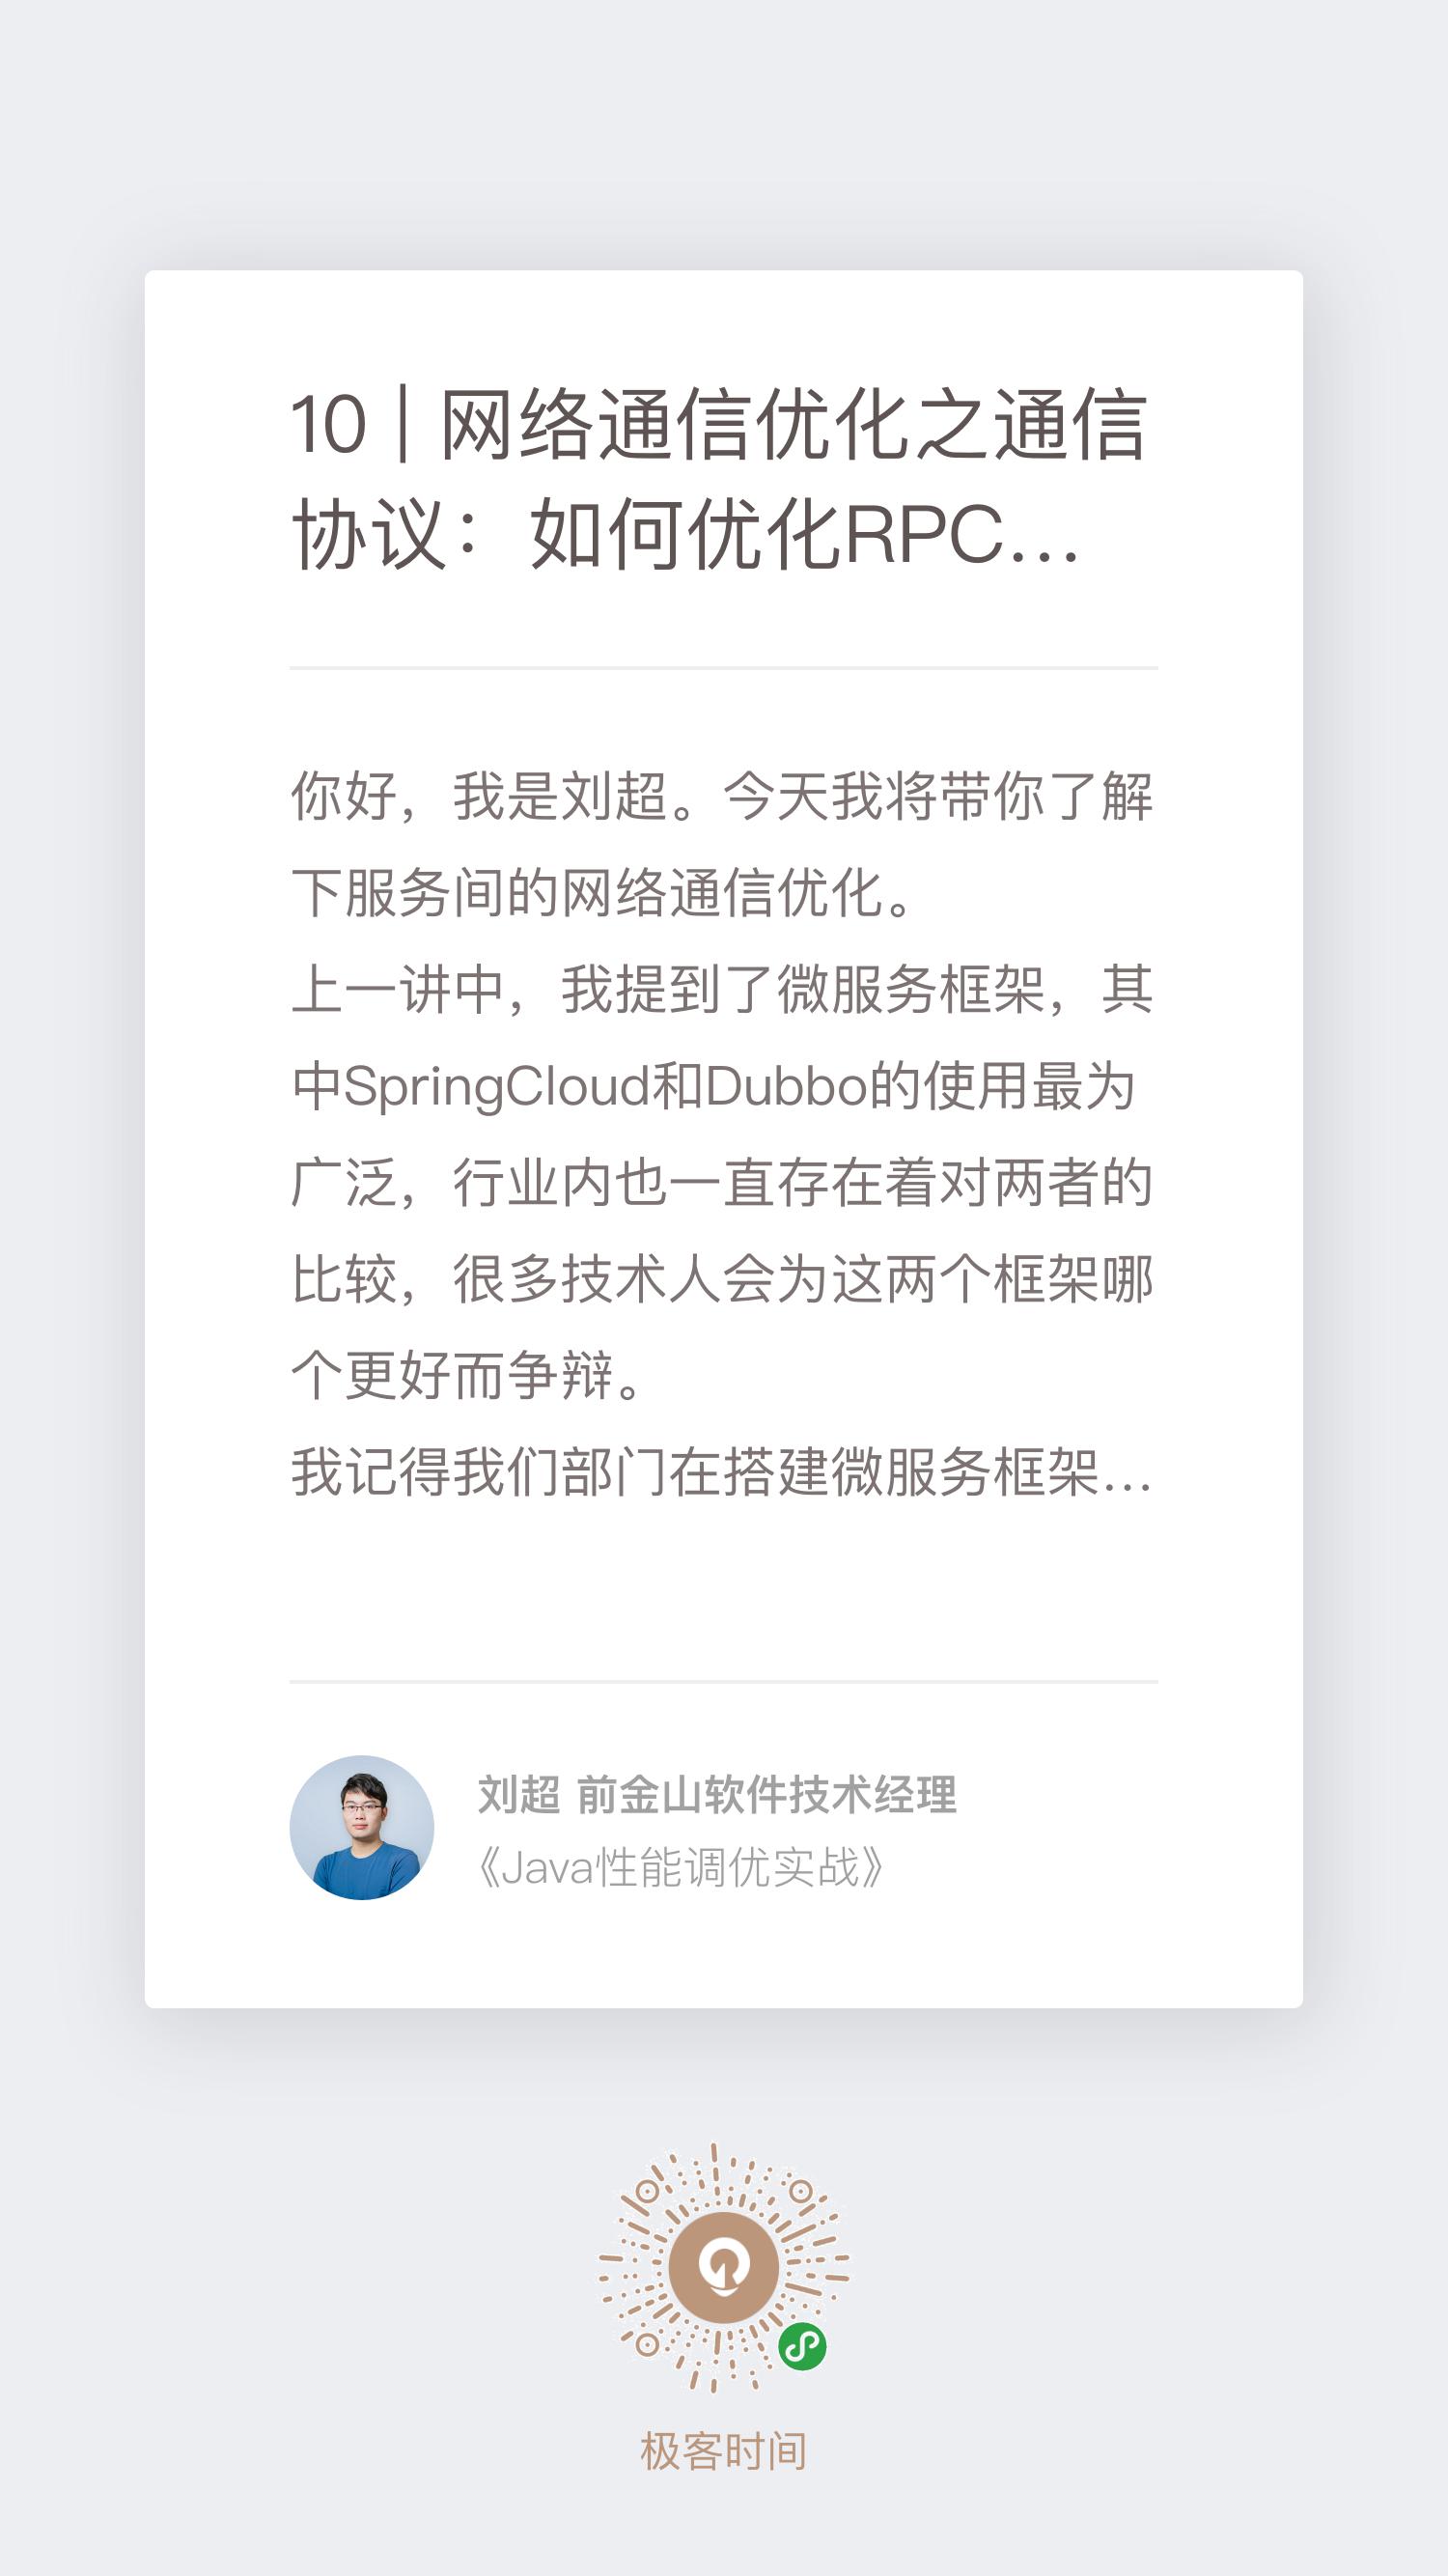 10 | 网络通信优化之通信
协议：如何优化RPC...
你好，我是刘超。今天我将带你了解
下服务间的网络通信优化。
上一讲中，我提到了微服务框架，其
中SpringCloud和Dubbo的使用最为
广泛，行业内也一直存在着对两者的
比较，很多技术人会为这两个框架哪
个更好而争辩。
我记得我们部门在搭建微服务框架...
刘超 前金山软件技术经理
《Java性能调优实战》
极客时间